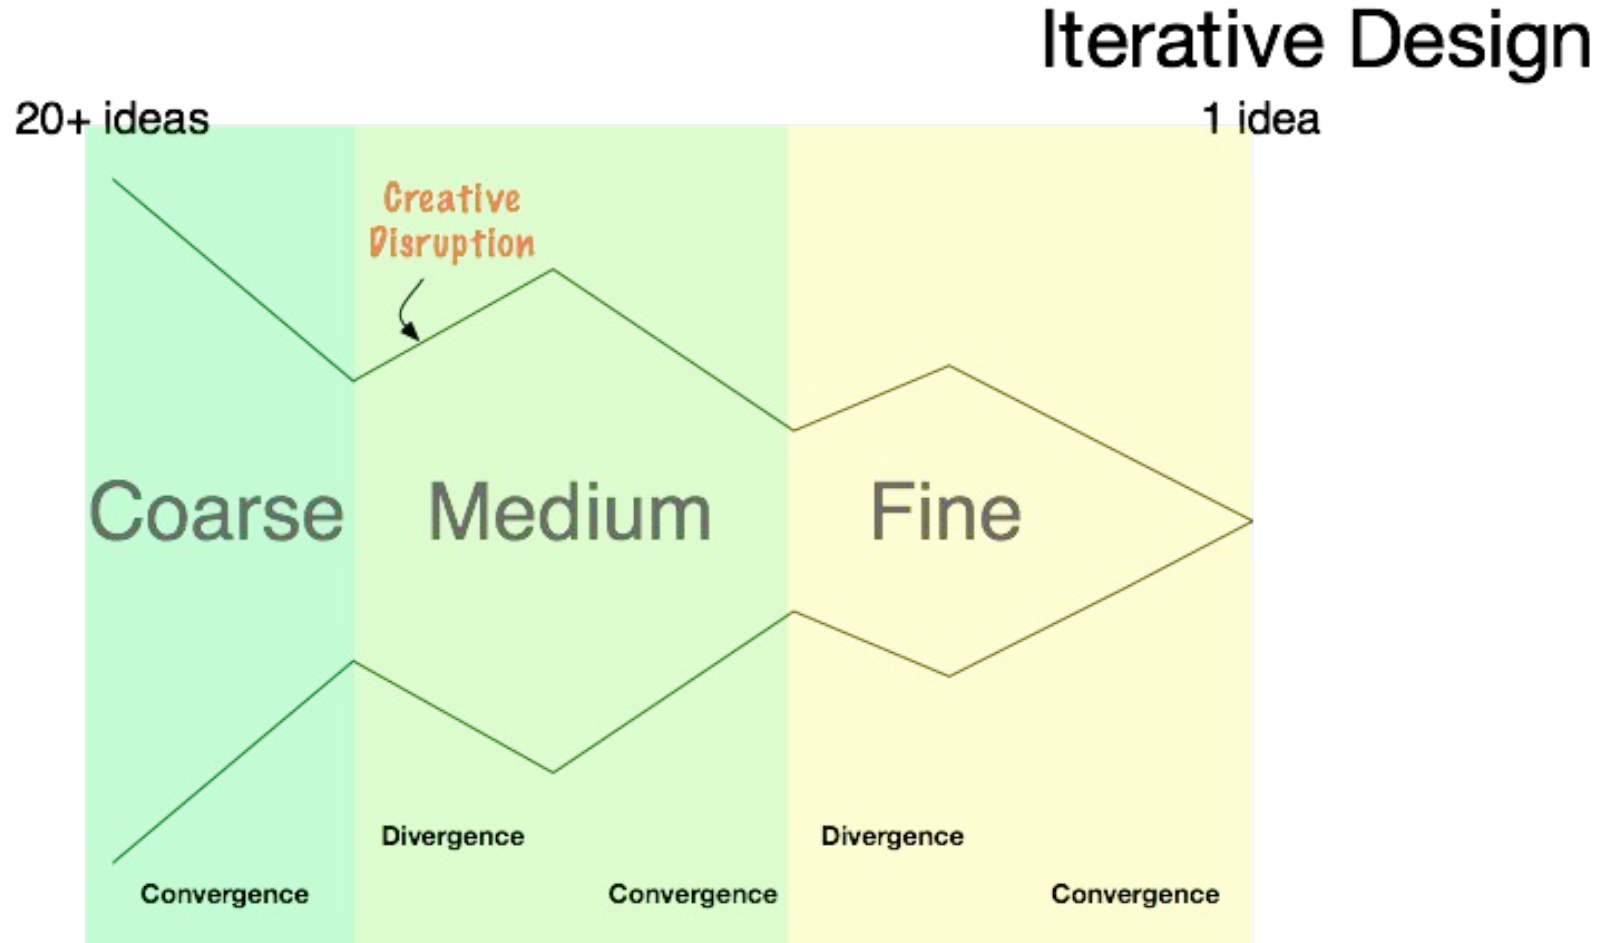 Iterative Design
20+ ideas
1 idea
Creative
Disruption
Coarse
Medium
Fine
Divergence
Divergence
Convergence
Convergence
Convergence